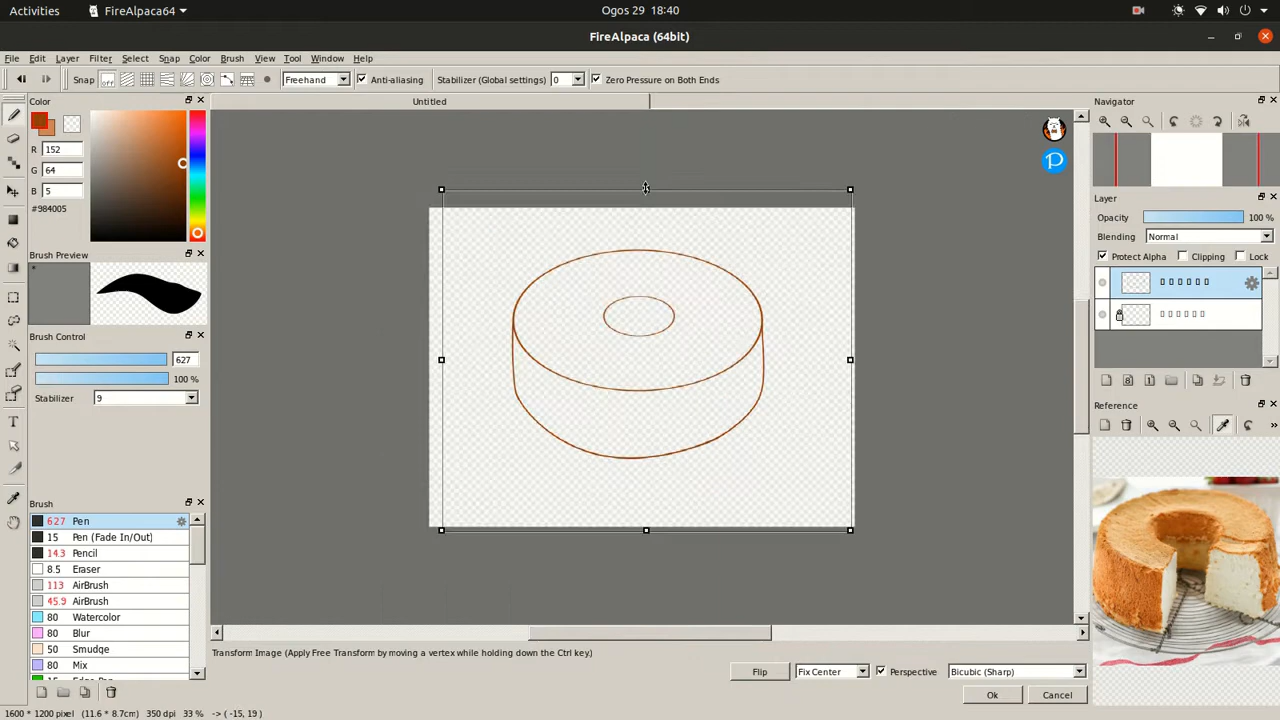 Activities FireAlpaca64 Ogos 29 18:40
FireAlpaca (64bit)
File Edit Layer Filter Select Snap Color Brush View Tool Window Help
Snap Freehand Anti-aliasing Stabilizer (Global settings) 0 Zero Pressure on Both Ends
Color
R 152
G 64
B 5
#984005
Brush Preview
*
Brush Control
627
100 %
Stabilizer 9
Brush
627 Pen
15 Pen (Fade In/Out)
14.3 Pencil
8.5 Eraser
113 AirBrush
45.9 AirBrush
80 Watercolor
80 Blur
50 Smudge
80 Mix
Untitled
P
Transform Image (Apply Free Transform by moving a vertex while holding down the Ctrl key)
Flip Fix Center Perspective Bicubic (Sharp)
Ok Cancel
Navigator
Layer
Opacity 100 %
Blending Normal
Protect Alpha Clipping Lock
8 1
Reference
»
1600 * 1200 pixel (11.6 * 8.7cm) 350 dpi 33 % -> ( -15, 19 )